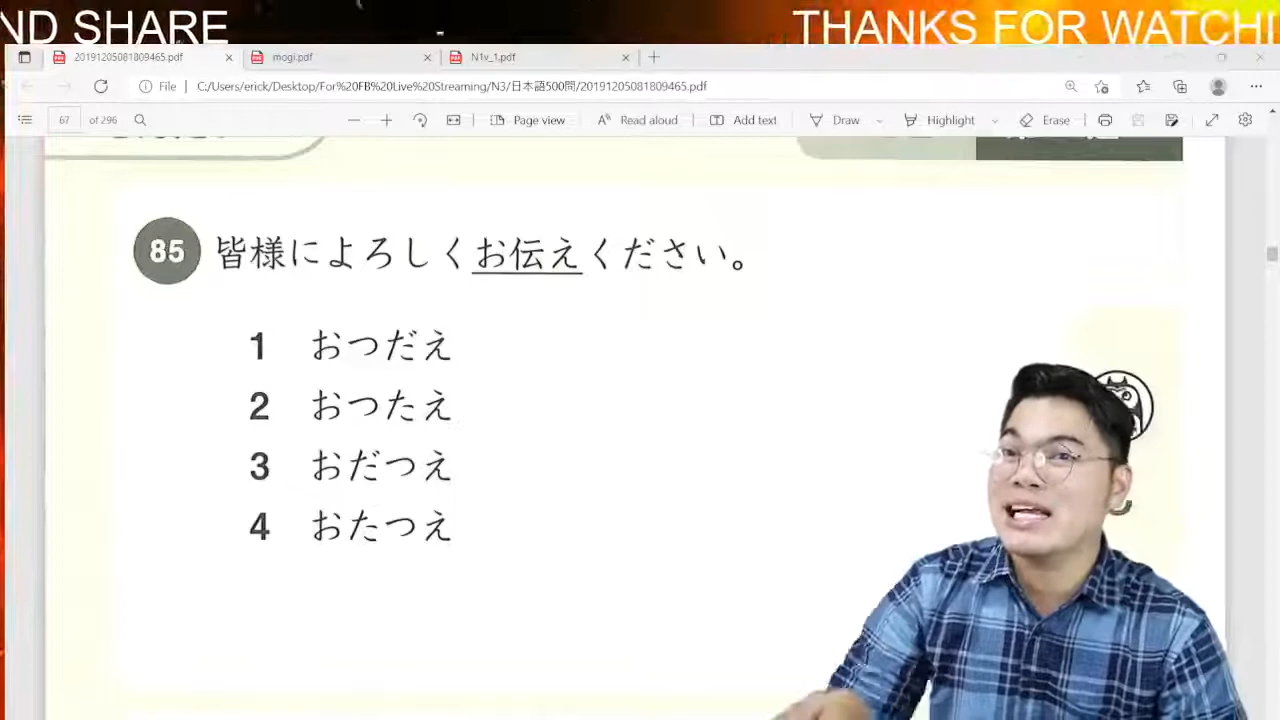 ND SHARE
THANKS FOR WATCHI
20191205081809465.pdf
mogi.pdf
N1v_1.pdf
File
C:/Users/erick/Desktop/For%20FB%20Live%20Streaming/N3/日本語500問/20191205081809465.pdf
67 of 296
Page view
Read aloud
Add text
Draw
Highlight
Erase
85 皆様によろしくお伝えください。
1 おつだえ
2 おつたえ
3 おだつえ
4 おたつえ